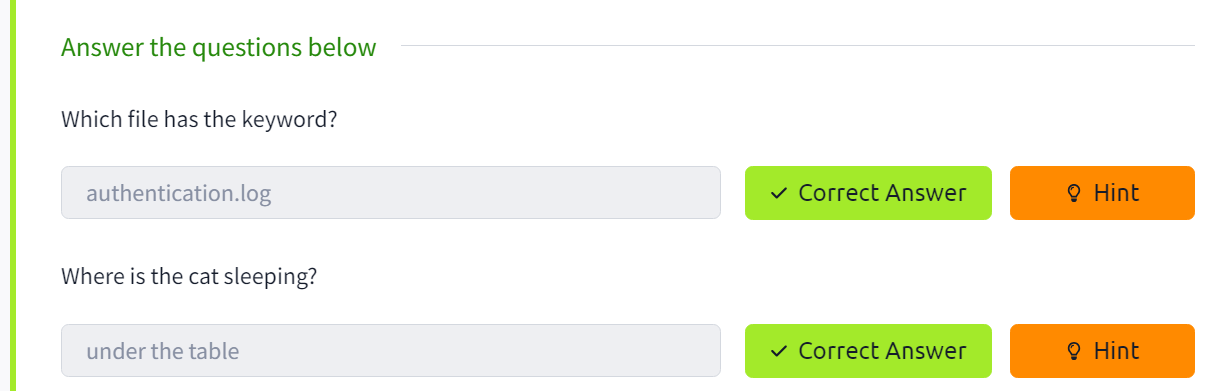 Answer the questions below
Which file has the keyword?
authentication.log
Correct Answer
Hint
Where is the cat sleeping?
under the table
Correct Answer
Hint